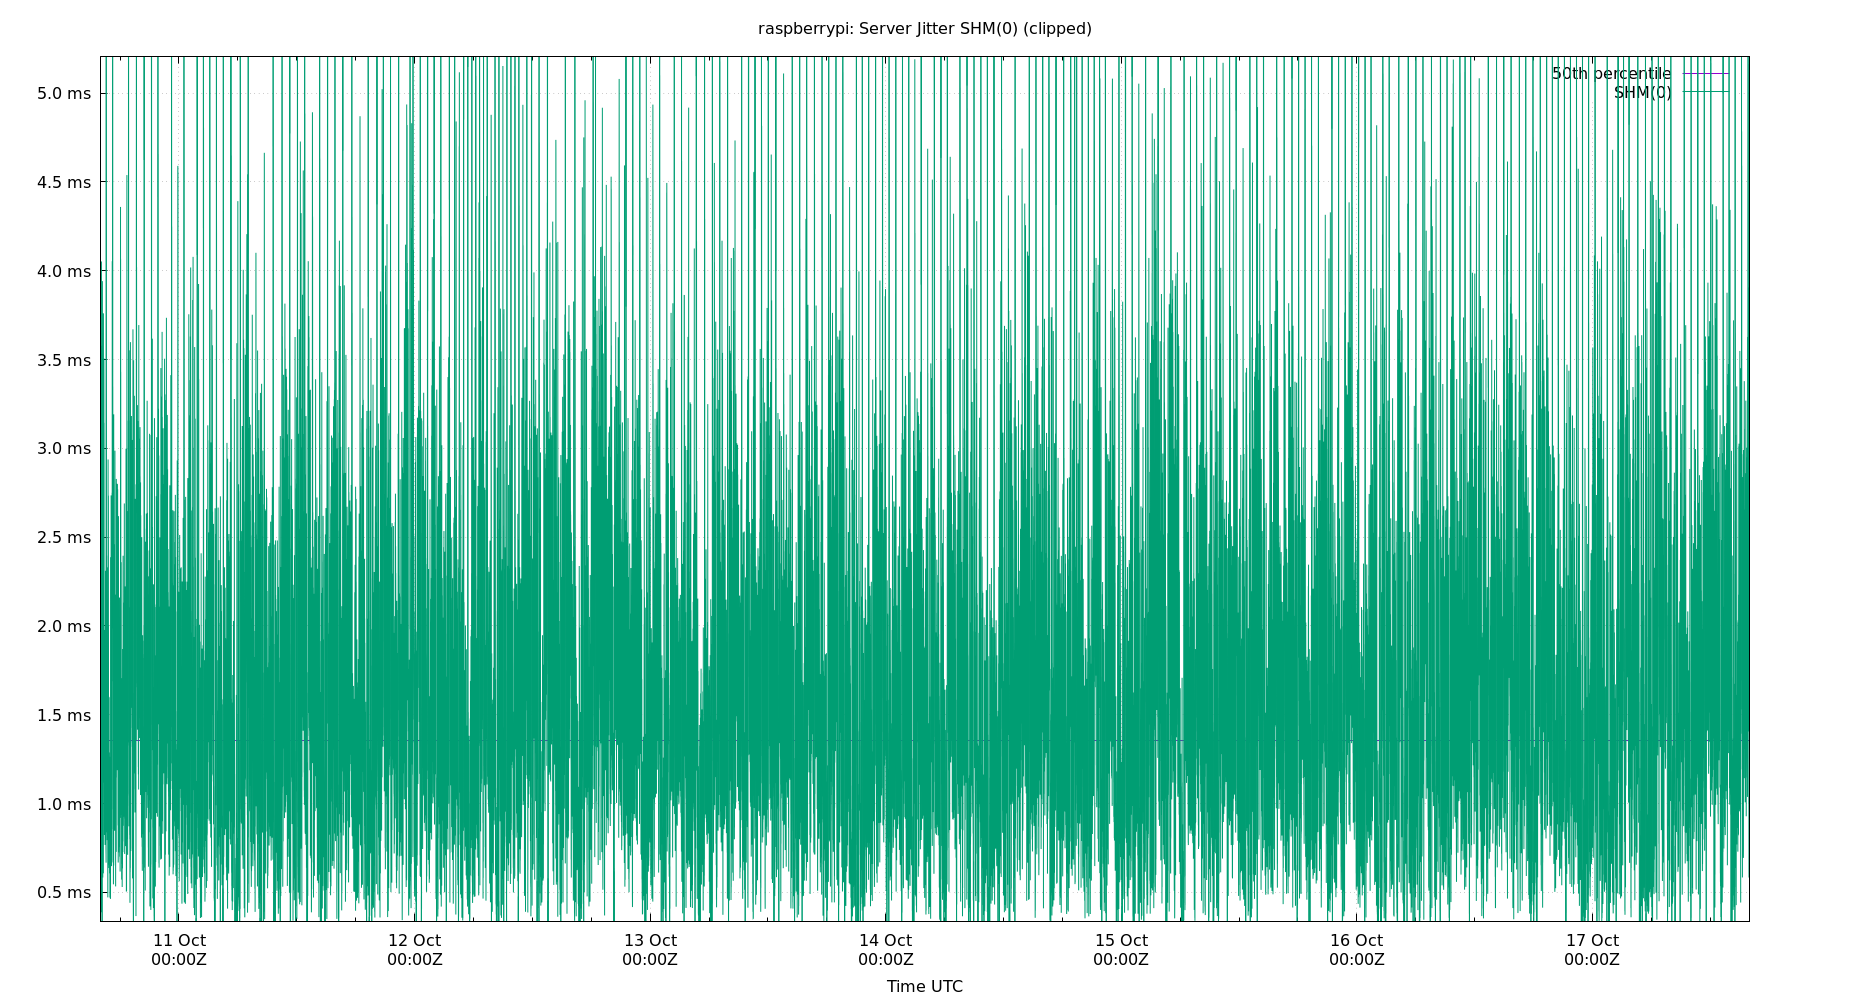 raspberrypi: Server Jitter SHM(0) (clipped)
50th percentile
SHM(0)
5.0 ms
4.5 ms
4.0 ms
3.5 ms
3.0 ms
2.5 ms
2.0 ms
1.5 ms
1.0 ms
0.5 ms
11 Oct 12 Oct 13 Oct 14 Oct 15 Oct 16 Oct 17 Oct
00:00Z 00:00Z 00:00Z 00:00Z 00:00Z 00:00Z 00:00Z
Time UTC